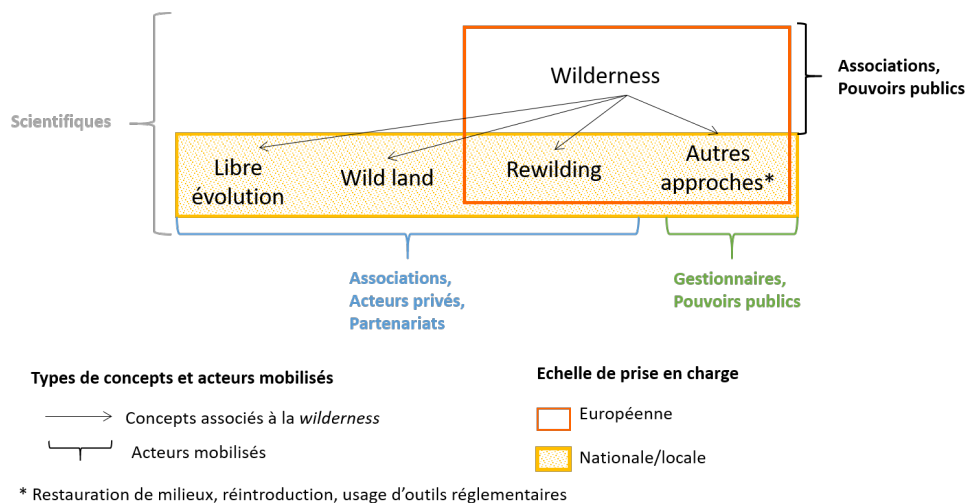 Wilderness
Associations,
Pouvoirs publics
Scientifiques
Libre
évolution
Wild land
Rewilding
Autres
approches*
Associations,
Acteurs privés,
Partenariats
Gestionnaires,
Pouvoirs publics
Types de concepts et acteurs mobilisés
Concepts associés à la wilderness
Acteurs mobilisés
Echelle de prise en charge
Européenne
Nationale/locale
* Restauration de milieux, réintroduction, usage d'outils réglementaires